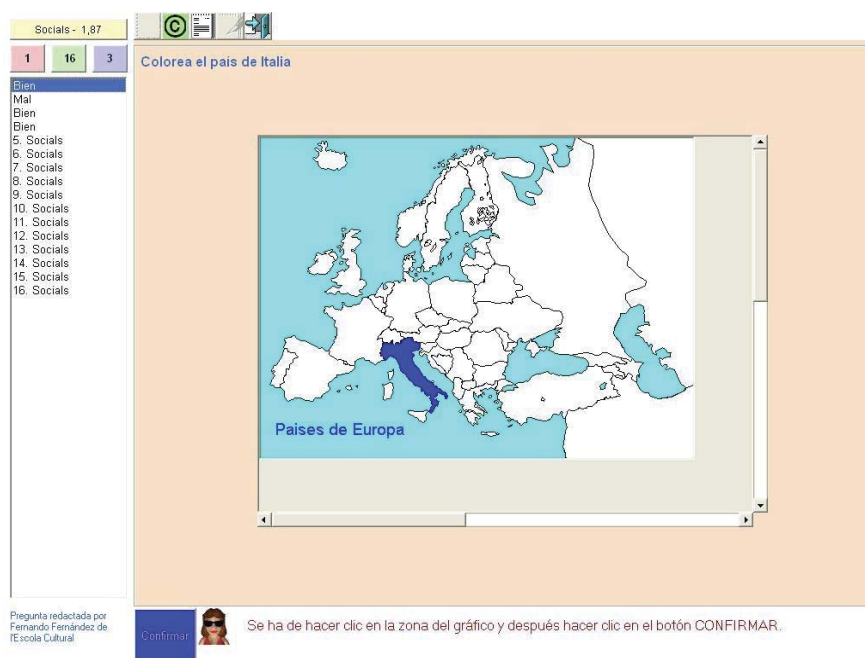 Socials - 1,87
©
1 16 3
Colorea el país de Italia
Bien
Mal
Bien
Bien
5. Socials
6. Socials
7. Socials
8. Socials
9. Socials
10. Socials
11. Socials
12. Socials
13. Socials
14. Socials
15. Socials
16. Socials
Paises de Europa
Pregunta redactada por
Fernando Fernández de
l'Escola Cultural
Confirmar
Se ha de hacer clic en la zona del gráfico y después hacer clic en el botón CONFIRMAR.